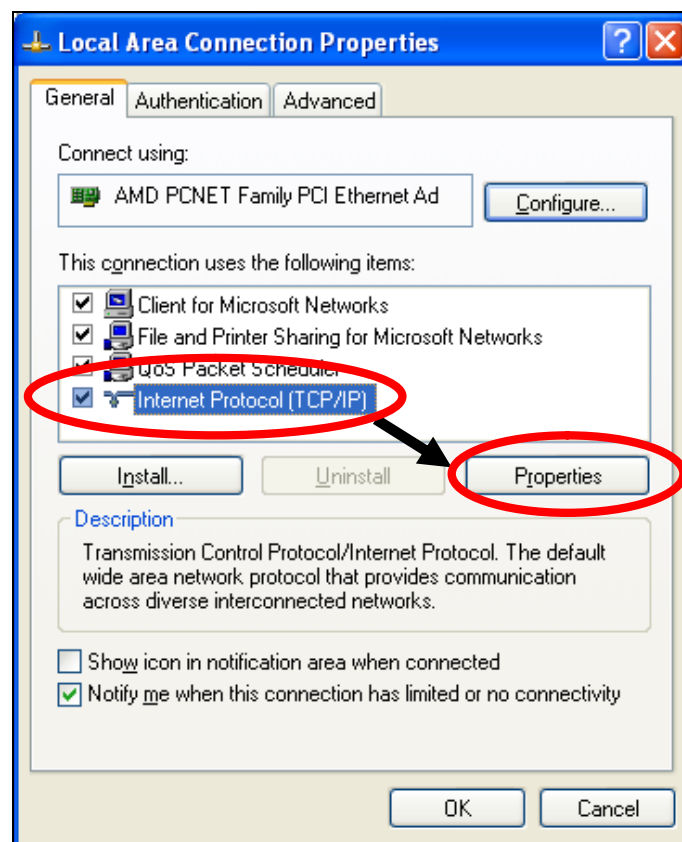 Local Area Connection Properties
General Authentication Advanced
Connect using:
AMD PCNET Family PCI Ethernet Ad Configure...
This connection uses the following items:
Client for Microsoft Networks
File and Printer Sharing for Microsoft Networks
QoS Packet Scheduler
Internet Protocol (TCP/IP)
Install... Uninstall Properties
Description
Transmission Control Protocol/Internet Protocol. The default
wide area network protocol that provides communication
across diverse interconnected networks.
Show icon in notification area when connected
Notify me when this connection has limited or no connectivity
OK Cancel